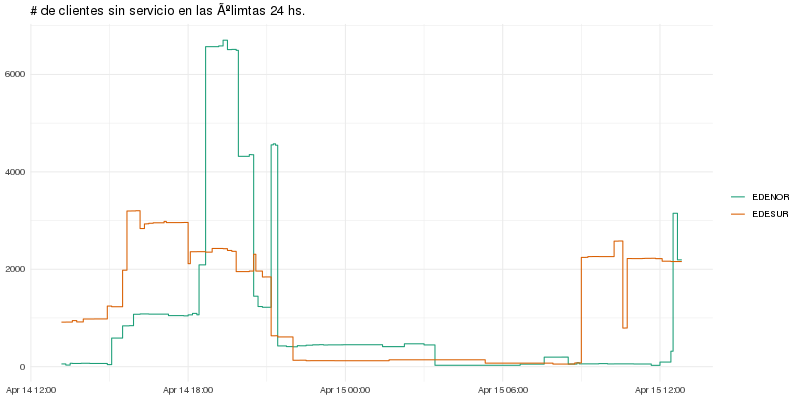 # de clientes sin servicio en las Ãºlimtas 24 hs.
6000
4000
2000
0
Apr 14 12:00
Apr 14 18:00
Apr 15 00:00
Apr 15 06:00
Apr 15 12:00
EDENOR
EDESUR